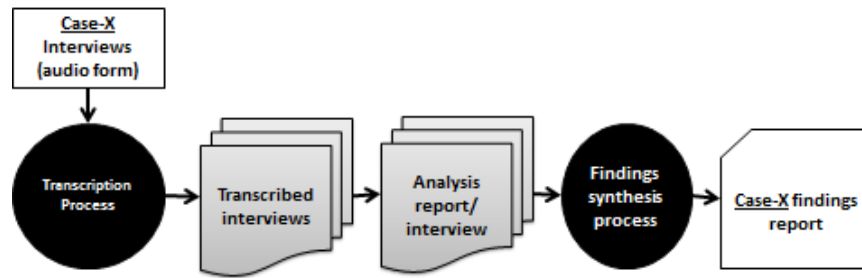 Case-X
Interviews
(audio form)
Transcription
Process
Transcribed
interviews
Analysis
report/
interview
Findings
synthesis
process
Case-X findings
report